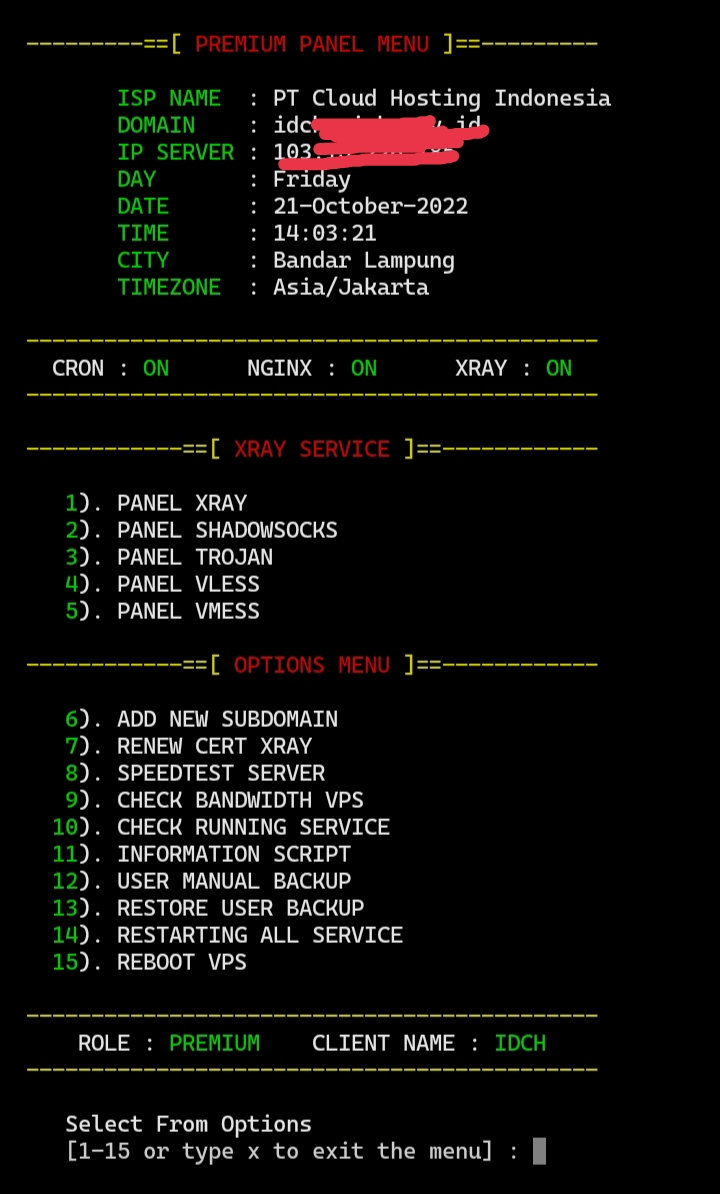 ---------==[ PREMIUM PANEL MENU ]==---------
ISP NAME : PT Cloud Hosting Indonesia
DOMAIN : idc .id
IP SERVER : 103.
DAY : Friday
DATE : 21-October-2022
TIME : 14:03:21
CITY : Bandar Lampung
TIMEZONE : Asia/Jakarta
--------------------------------------------
CRON : ON NGINX : ON XRAY : ON
--------------------------------------------
------------==[ XRAY SERVICE ]==------------
1). PANEL XRAY
2). PANEL SHADOWSOCKS
3). PANEL TROJAN
4). PANEL VLESS
5). PANEL VMESS
------------==[ OPTIONS MENU ]==------------
6). ADD NEW SUBDOMAIN
7). RENEW CERT XRAY
8). SPEEDTEST SERVER
9). CHECK BANDWIDTH VPS
10). CHECK RUNNING SERVICE
11). INFORMATION SCRIPT
12). USER MANUAL BACKUP
13). RESTORE USER BACKUP
14). RESTARTING ALL SERVICE
15). REBOOT VPS
--------------------------------------------
ROLE : PREMIUM CLIENT NAME : IDCH
--------------------------------------------
Select From Options
[1-15 or type x to exit the menu] :